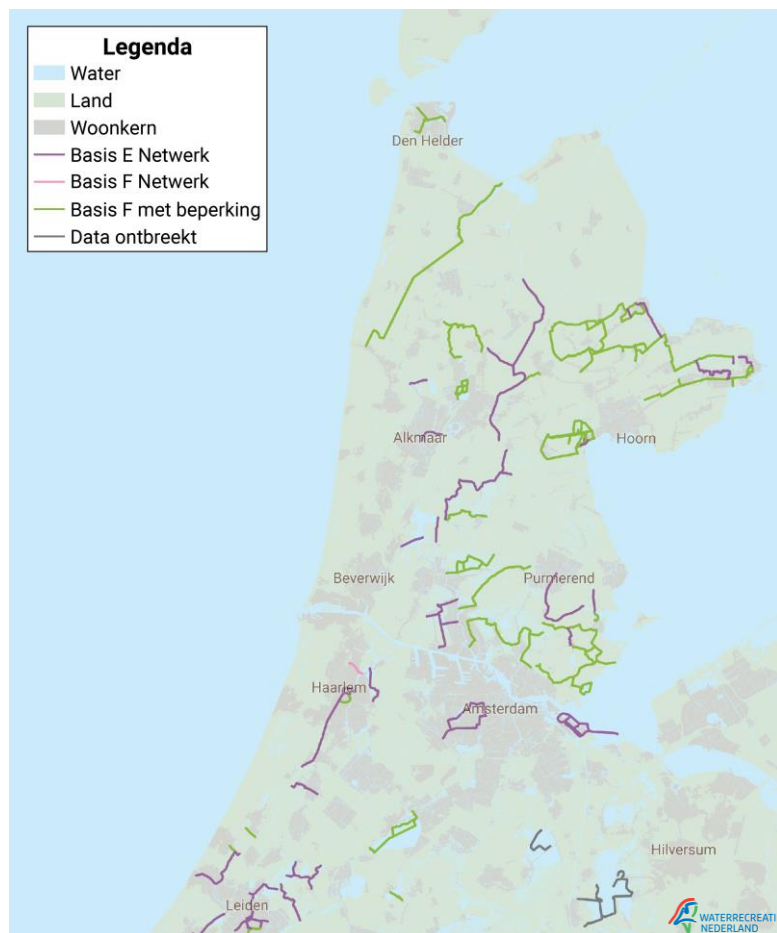 Legenda
Water
Land
Woonkern
Basis E Netwerk
Basis F Netwerk
Basis F met beperking
Data ontbreekt
Den Helder
Alkmaar
Hoorn
Beverwijk
Purmerend
Haarlem
Amsterdam
Hilversum
Leiden
WATERRECREATI
NEDERLAND